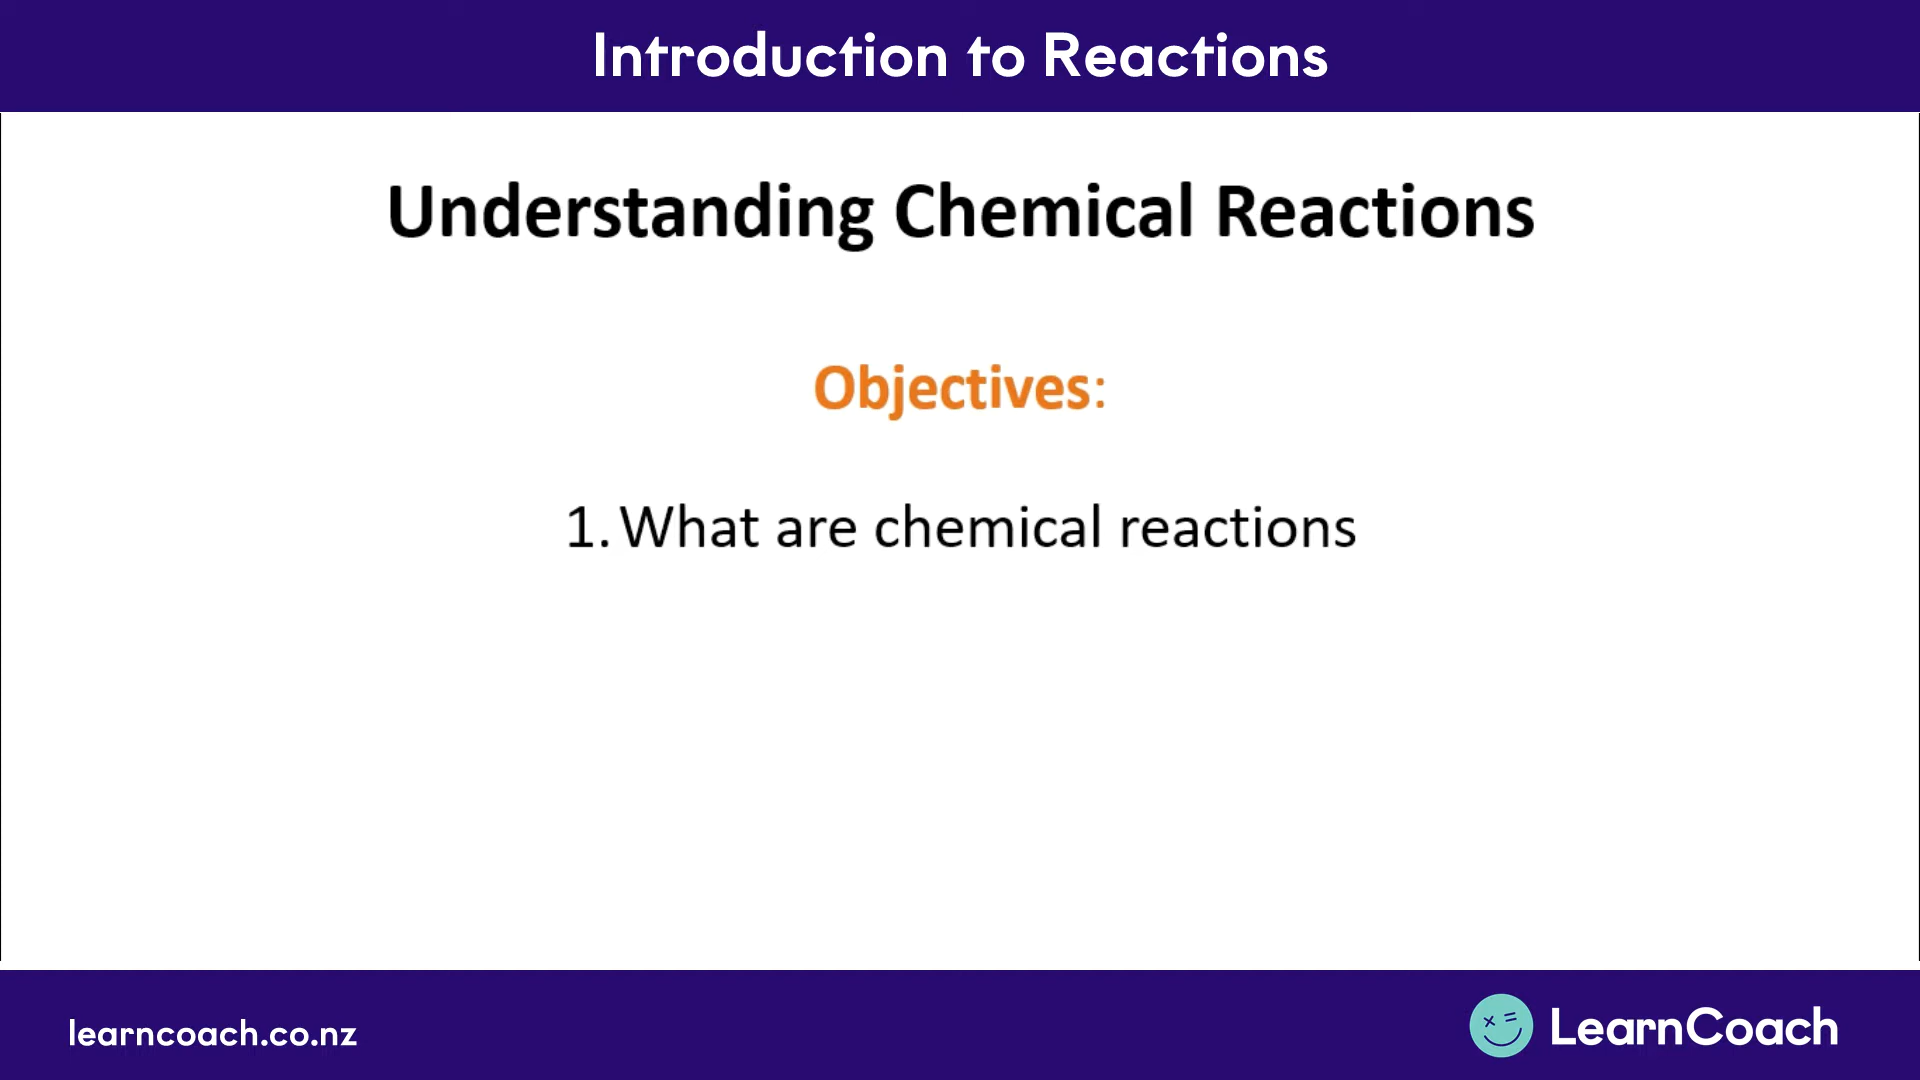 Introduction to Reactions
Understanding Chemical Reactions
Objectives:
1. What are chemical reactions
learncoach.co.nz
LearnCoach